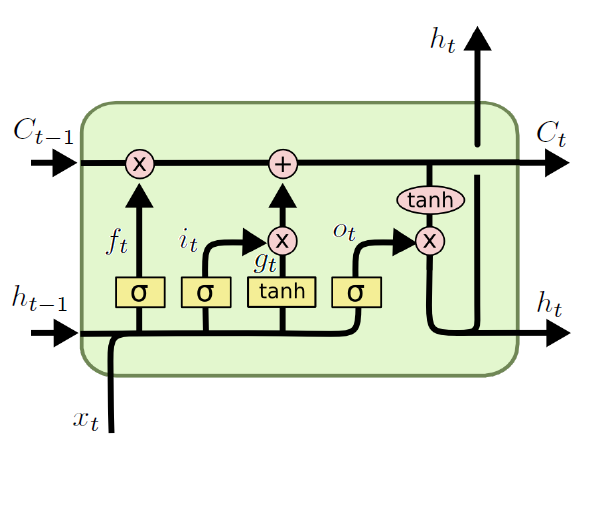 h_t
C_{t-1}
C_t
x
+
tanh
f_t
i_t
x
o_t
x
g_t
h_{t-1}
σ
σ
tanh
σ
h_t
x_t